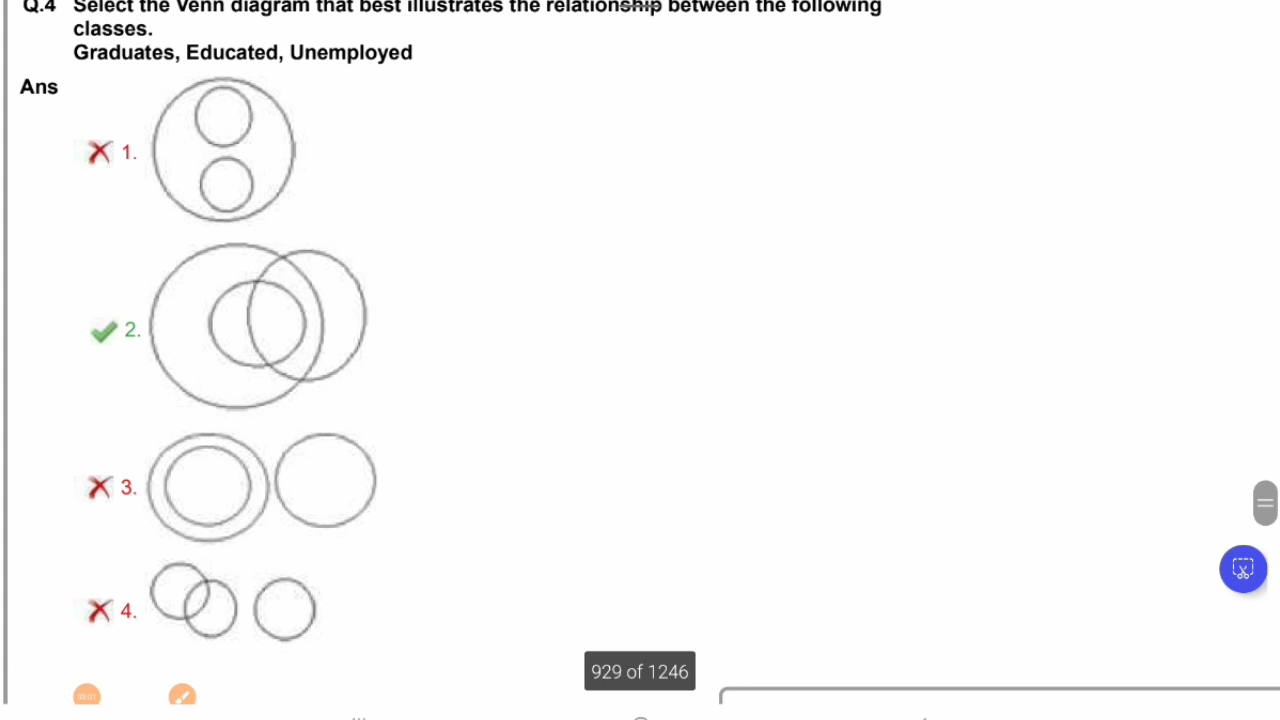 Q.4 Select the Venn diagram that best illustrates the relationship between the following
classes.
Graduates, Educated, Unemployed
Ans
1.
2.
3.
4.
929 of 1246